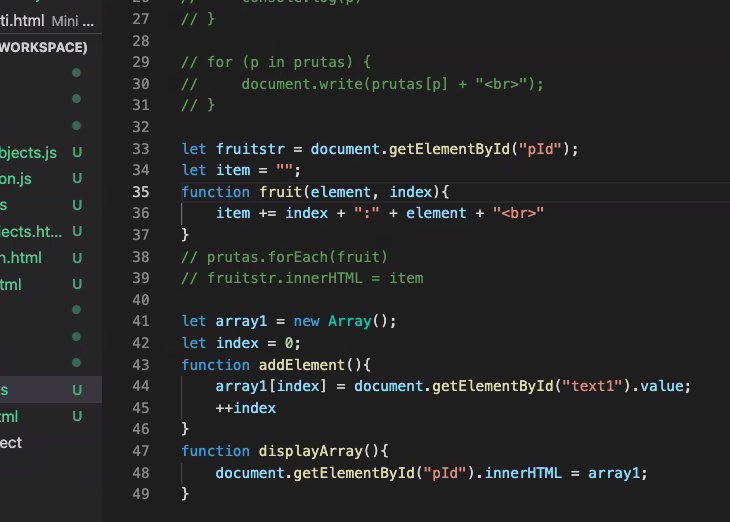 ti.html Mini ...
WORKSPACE)
bjects.js U
on.js U
s U
jects.ht... U
n.html U
tml U
s U
tml U
ect
27 // }
28
29 // for (p in prutas) {
30 //     document.write(prutas[p] + "<br>");
31 // }
32
33 let fruitstr = document.getElementById("pId");
34 let item = "";
35 function fruit(element, index){
36     item += index + ":" + element + "<br>"
37 }
38 // prutas.forEach(fruit)
39 // fruitstr.innerHTML = item
40
41 let array1 = new Array();
42 let index = 0;
43 function addElement(){
44     array1[index] = document.getElementById("text1").value;
45     ++index
46 }
47 function displayArray(){
48     document.getElementById("pId").innerHTML = array1;
49 }